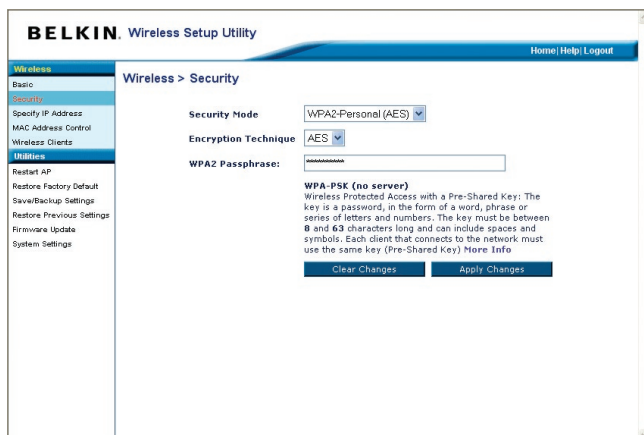 BELKIN. Wireless Setup Utility
Home| Help| Logout
Wireless
Basic
Security
Specify IP Address
MAC Address Control
Wireless Clients
Utilities
Restart AP
Restore Factory Default
Save/Backup Settings
Restore Previous Settings
Firmware Update
System Settings
Wireless > Security
Security Mode WPA2-Personal (AES)
Encryption Technique AES
WPA2 Passphrase: **********
WPA-PSK (no server)
Wireless Protected Access with a Pre-Shared Key: The
key is a password, in the form of a word, phrase or
series of letters and numbers. The key must be between
8 and 63 characters long and can include spaces and
symbols. Each client that connects to the network must
use the same key (Pre-Shared Key) More Info
Clear Changes Apply Changes